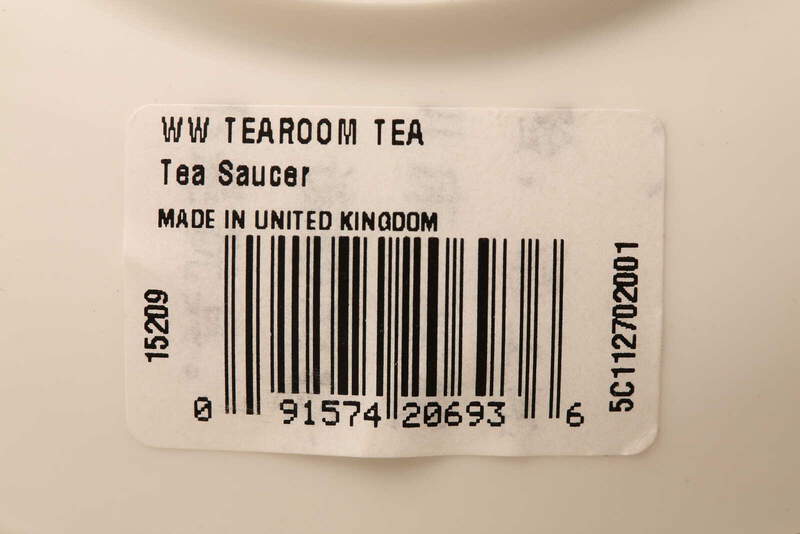 WW TEAROOM TEA
Tea Saucer
MADE IN UNITED KINGDOM
15209
5C112702001
0 91574 20693 6